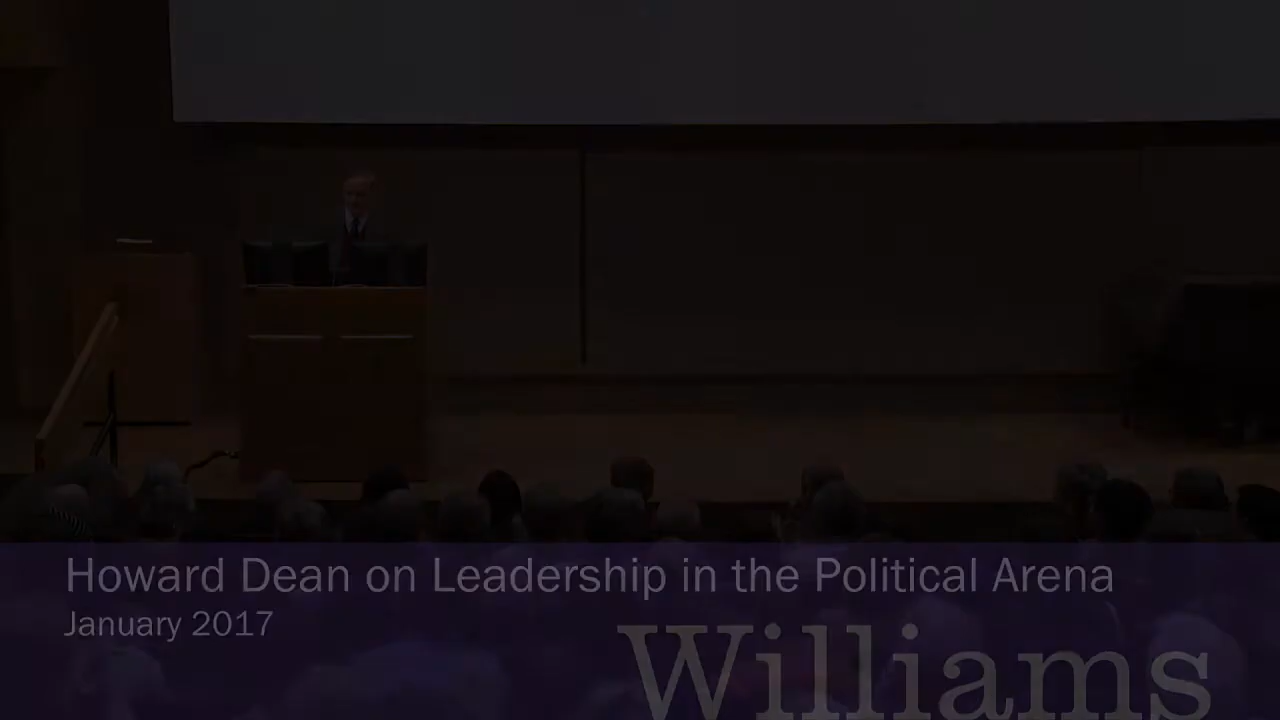 Howard Dean on Leadership in the Political Arena
January 2017
Williams